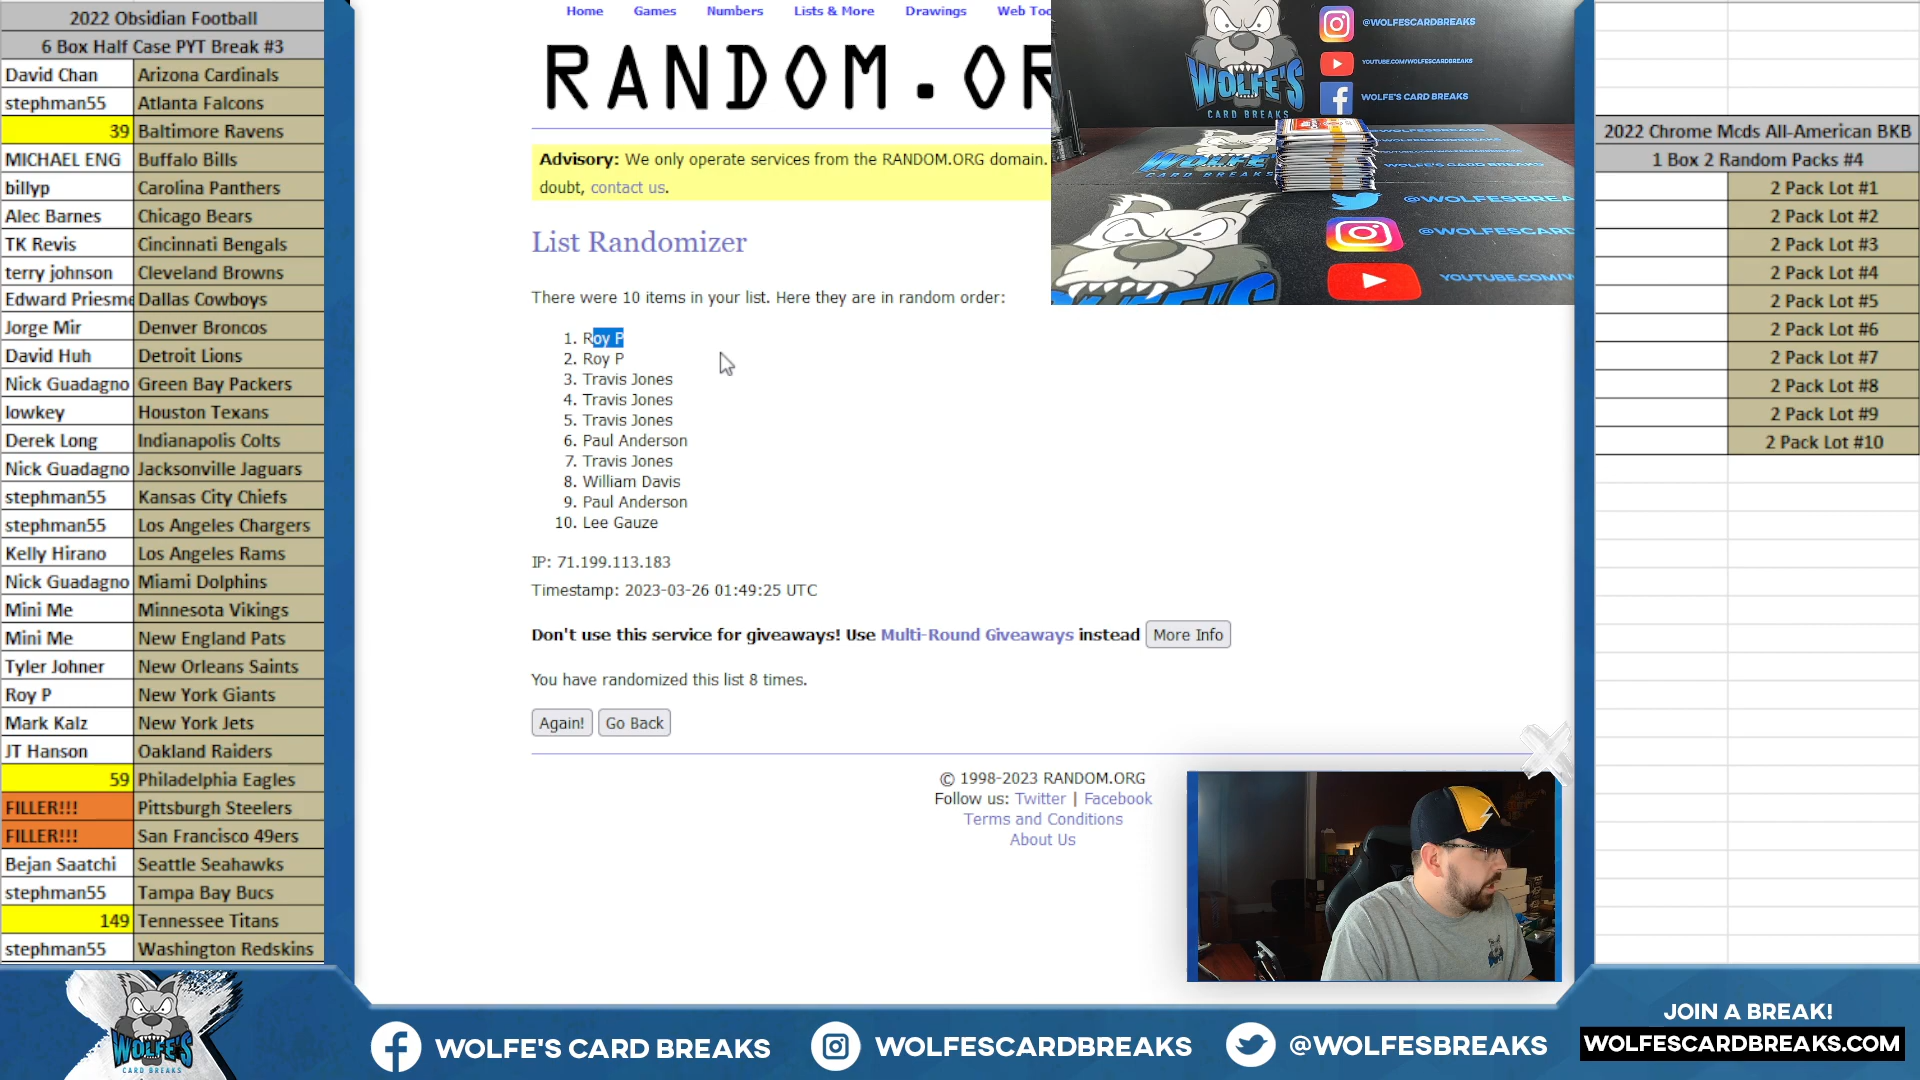 2022 Obsidian Football
6 Box Half Case PYT Break #3
David Chan Arizona Cardinals
stephman55 Atlanta Falcons
39 Baltimore Ravens
MICHAEL ENG Buffalo Bills
billyp Carolina Panthers
Alec Barnes Chicago Bears
TK Revis Cincinnati Bengals
terry johnson Cleveland Browns
Edward Priesme Dallas Cowboys
Jorge Mir Denver Broncos
David Huh Detroit Lions
Nick Guadagno Green Bay Packers
lowkey Houston Texans
Derek Long Indianapolis Colts
Nick Guadagno Jacksonville Jaguars
stephman55 Kansas City Chiefs
stephman55 Los Angeles Chargers
Kelly Hirano Los Angeles Rams
Nick Guadagno Miami Dolphins
Mini Me Minnesota Vikings
Mini Me New England Pats
Tyler Johner New Orleans Saints
Roy P New York Giants
Mark Kalz New York Jets
JT Hanson Oakland Raiders
59 Philadelphia Eagles
FILLER!!! Pittsburgh Steelers
FILLER!!! San Francisco 49ers
Bejan Saatchi Seattle Seahawks
stephman55 Tampa Bay Bucs
149 Tennessee Titans
stephman55 Washington Redskins
Home Games Numbers Lists & More Drawings Web Too
RANDOM.OR
Advisory: We only operate services from the RANDOM.ORG domain.
doubt, contact us.
List Randomizer
There were 10 items in your list. Here they are in random order:
1. Roy P
2. Roy P
3. Travis Jones
4. Travis Jones
5. Travis Jones
6. Paul Anderson
7. Travis Jones
8. William Davis
9. Paul Anderson
10. Lee Gauze
IP: 71.199.113.183
Timestamp: 2023-03-26 01:49:25 UTC
Don't use this service for giveaways! Use Multi-Round Giveaways instead More Info
You have randomized this list 8 times.
Again! Go Back
© 1998-2023 RANDOM.ORG
Follow us: Twitter | Facebook
Terms and Conditions
About Us
WOLFE'S
CARD BREAKS
@WOLFESCARDBREAKS
YOUTUBE.COM/WOLFESCARDBREAKS
WOLFE'S CARD BREAKS
@WOLFESBREA
@WOLFESCARD
YOUTUBE.COM/W
2022 Chrome Mcds All-American BKB
1 Box 2 Random Packs #4
2 Pack Lot #1
2 Pack Lot #2
2 Pack Lot #3
2 Pack Lot #4
2 Pack Lot #5
2 Pack Lot #6
2 Pack Lot #7
2 Pack Lot #8
2 Pack Lot #9
2 Pack Lot #10
WOLFE'S
CARD BREAKS
WOLFE'S CARD BREAKS
WOLFESCARDBREAKS
@WOLFESBREAKS
JOIN A BREAK!
WOLFESCARDBREAKS.COM